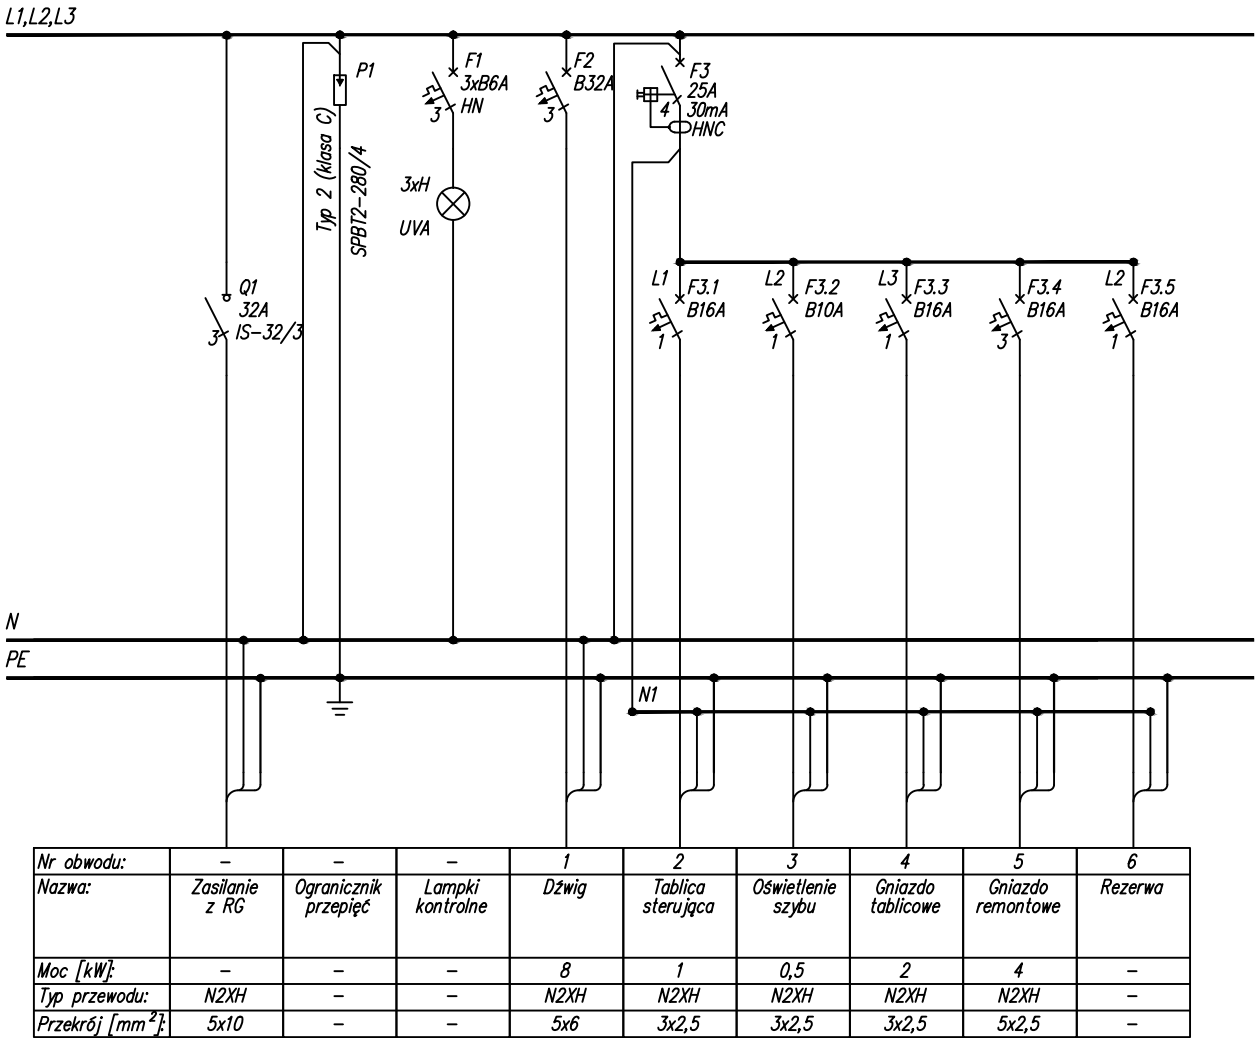 L1,L2,L3
P1
Typ 2 (klasa C)
SPBT2-280/4
F1
3xB6A
3 HN
3xH
UVA
F2
B32A
3
F3
25A
4 30mA
HNC
Q1
32A
3 IS-32/3
L1 F3.1
B16A
1
L2 F3.2
B10A
1
L3 F3.3
B16A
1
F3.4
B16A
3
L2 F3.5
B16A
1
N
PE
N1
Nr obwodu: - - - 1 2 3 4 5 6
Nazwa: Zasilanie Ogranicznik Lampki Dźwig Tablica Oświetlenie Gniazdo Gniazdo Rezerwa
z RG przepięć kontrolne sterująca szybu tablicowe remontowe
Moc [kW]: - - - 8 1 0,5 2 4 -
Typ przewodu: N2XH - - N2XH N2XH N2XH N2XH N2XH -
Przekrój [mm²]: 5x10 - - 5x6 3x2,5 3x2,5 3x2,5 5x2,5 -